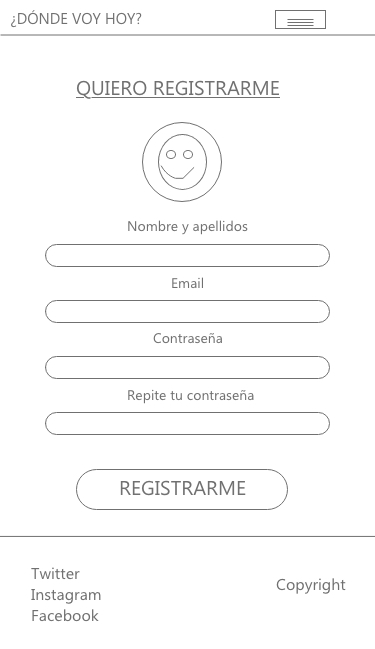 ¿DÓNDE VOY HOY?
QUIERO REGISTRARME
Nombre y apellidos
Email
Contraseña
Repite tu contraseña
REGISTRARME
Twitter
Instagram
Facebook
Copyright